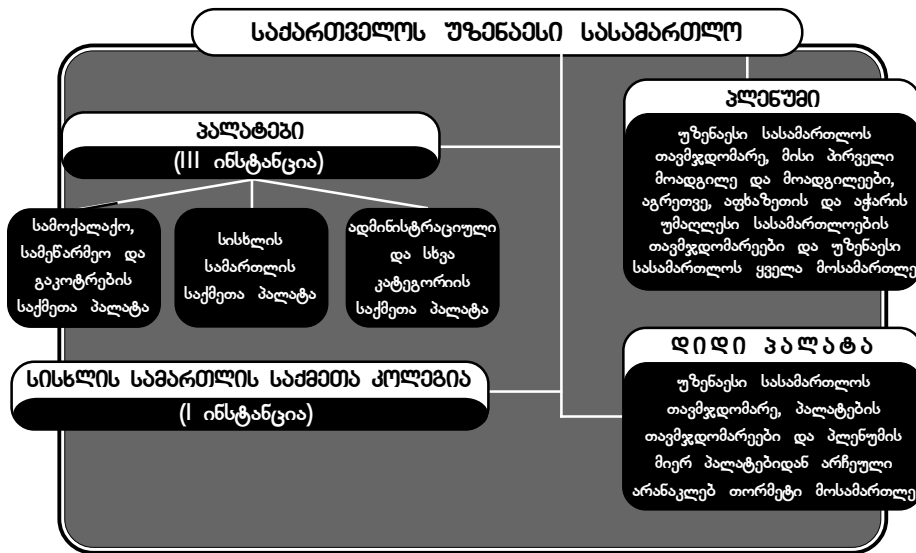 საქართველოს უზენაესი სასამართლო
პალატები
(III ინსტანცია)
სამოქალაქო,
სამეწარმეო და
გაკოტრების
საქმეთა პალატა
სისხლის
სამართლის
საქმეთა პალატა
ადმინისტრაციული
და სხვა
კატეგორიის
საქმეთა პალატა
სისხლის სამართლის საქმეთა კოლეგია
(I ინსტანცია)
პლენუმი
უზენაესი სასამართლოს
თავმჯდომარე, მისი პირველი
მოადგილე და მოადგილეები,
აგრეთვე, აფხაზეთის და აჭარის
უმაღლესი სასამართლოების
თავმჯდომარეები და უზენაესი
სასამართლოს ყველა მოსამართლე
დიდი პალატა
უზენაესი სასამართლოს
თავმჯდომარე, პალატების
თავმჯდომარეები და პლენუმის
მიერ პალატებიდან არჩეული
არანაკლებ თორმეტი მოსამართლე